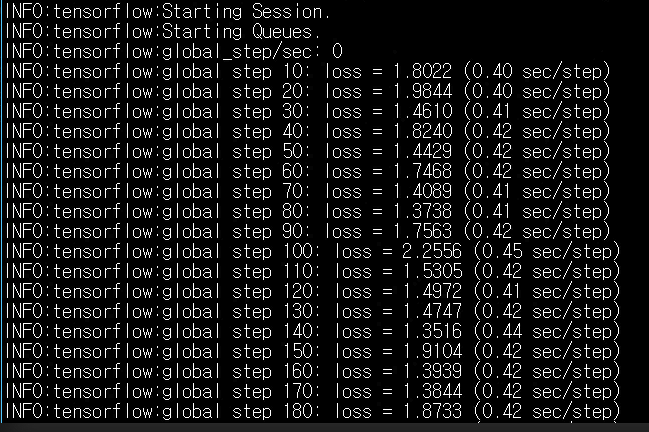 INFO:tensorflow:Starting Session.
INFO:tensorflow:Starting Queues.
INFO:tensorflow:global_step/sec: 0
INFO:tensorflow:global step 10: loss = 1.8022 (0.40 sec/step)
INFO:tensorflow:global step 20: loss = 1.9844 (0.40 sec/step)
INFO:tensorflow:global step 30: loss = 1.4610 (0.41 sec/step)
INFO:tensorflow:global step 40: loss = 1.8240 (0.42 sec/step)
INFO:tensorflow:global step 50: loss = 1.4429 (0.42 sec/step)
INFO:tensorflow:global step 60: loss = 1.7468 (0.42 sec/step)
INFO:tensorflow:global step 70: loss = 1.4089 (0.41 sec/step)
INFO:tensorflow:global step 80: loss = 1.3738 (0.41 sec/step)
INFO:tensorflow:global step 90: loss = 1.7563 (0.42 sec/step)
INFO:tensorflow:global step 100: loss = 2.2556 (0.45 sec/step)
INFO:tensorflow:global step 110: loss = 1.5305 (0.42 sec/step)
INFO:tensorflow:global step 120: loss = 1.4972 (0.41 sec/step)
INFO:tensorflow:global step 130: loss = 1.4747 (0.42 sec/step)
INFO:tensorflow:global step 140: loss = 1.3516 (0.44 sec/step)
INFO:tensorflow:global step 150: loss = 1.9104 (0.42 sec/step)
INFO:tensorflow:global step 160: loss = 1.3939 (0.42 sec/step)
INFO:tensorflow:global step 170: loss = 1.3844 (0.42 sec/step)
INFO:tensorflow:global step 180: loss = 1.8733 (0.42 sec/step)